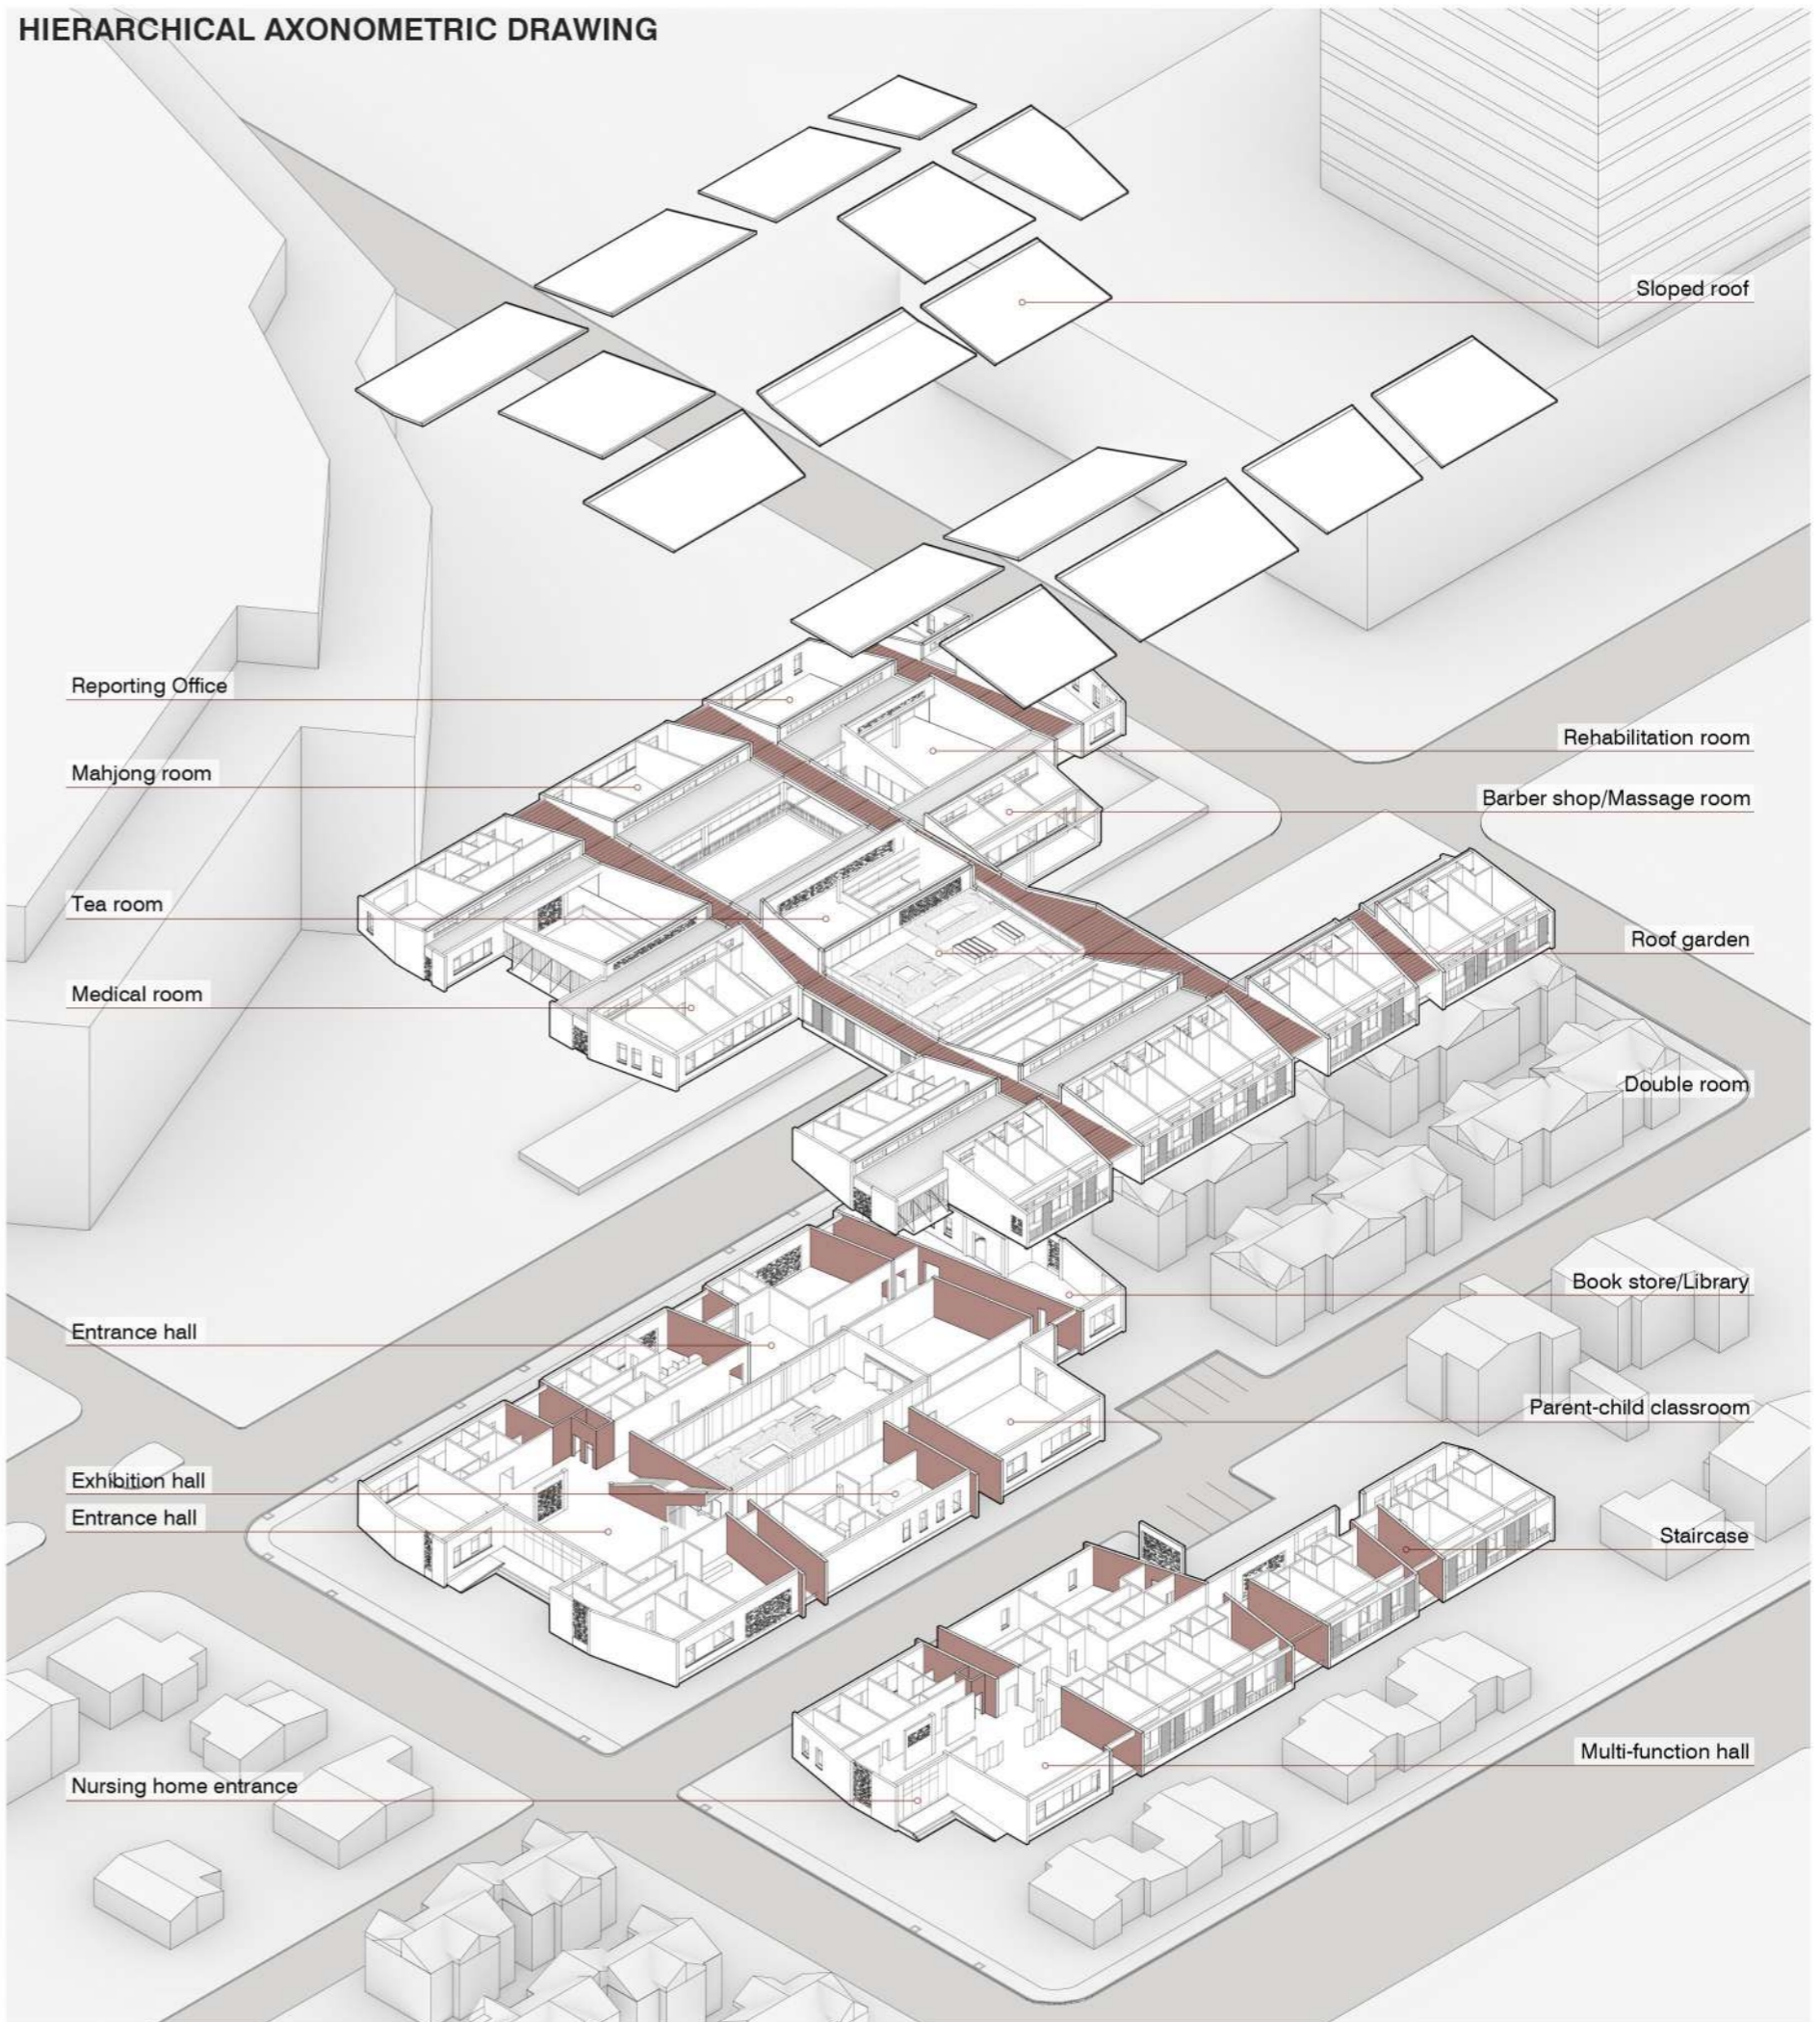 HIERARCHICAL AXONOMETRIC DRAWING
Sloped roof
Reporting Office
Rehabilitation room
Mahjong room
Barber shop/Massage room
Tea room
Roof garden
Medical room
Double room
Book store/Library
Entrance hall
Parent-child classroom
Exhibition hall
Entrance hall
Staircase
Multi-function hall
Nursing home entrance